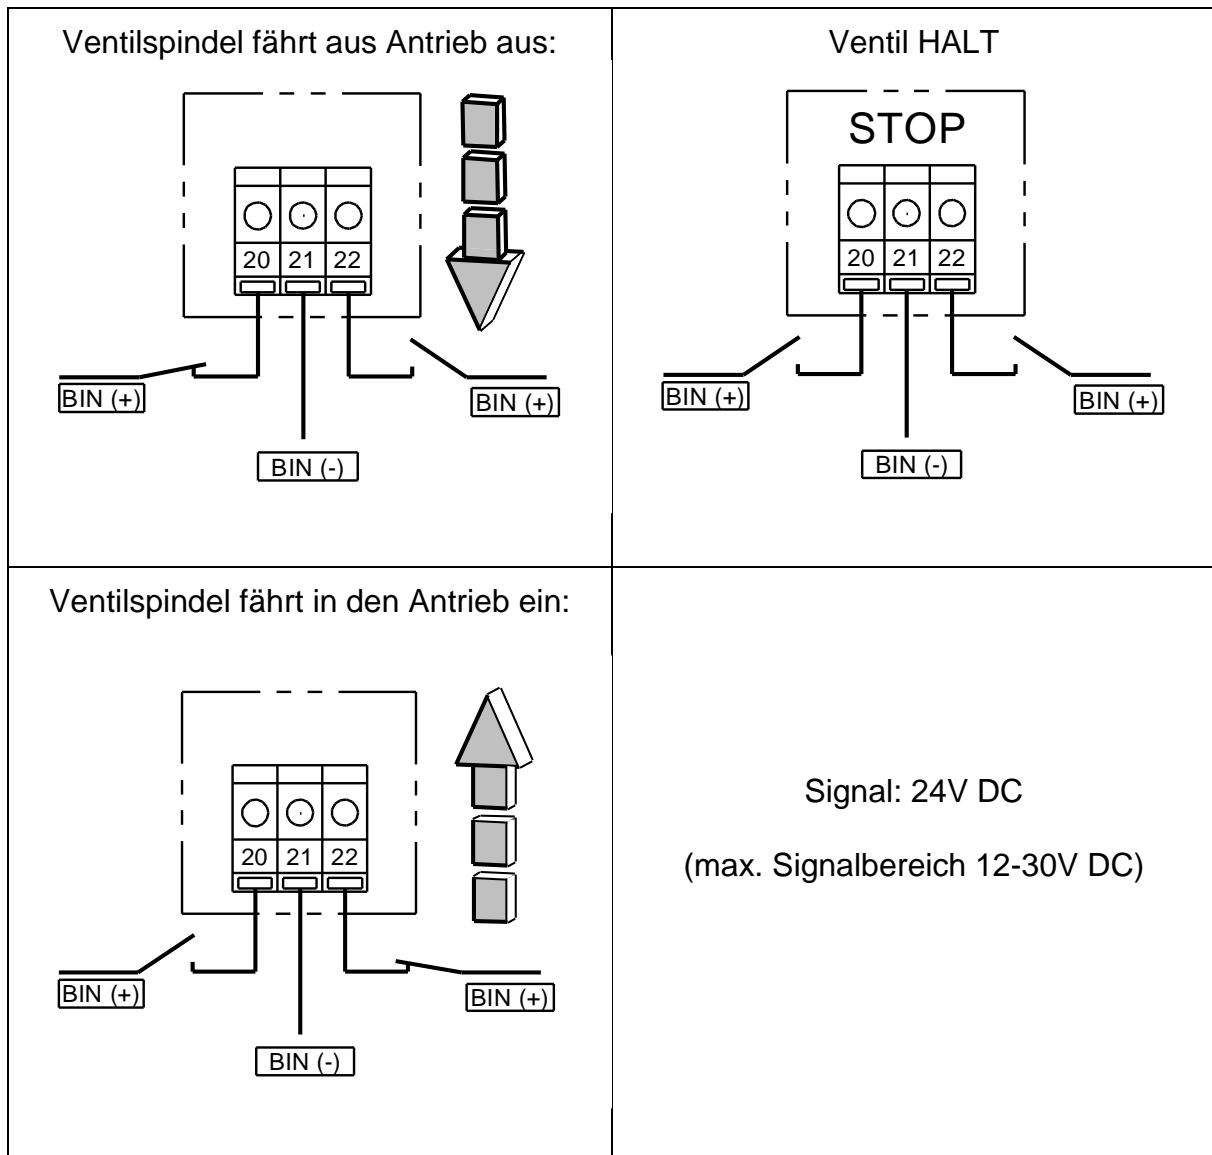 Ventilspindel fährt aus Antrieb aus:
20 21 22
BIN (+)
BIN (+)
BIN (-)
Ventil HALT
STOP
20 21 22
BIN (+)
BIN (+)
BIN (-)
Ventilspindel fährt in den Antrieb ein:
20 21 22
BIN (+)
BIN (+)
BIN (-)
Signal: 24V DC
(max. Signalbereich 12-30V DC)